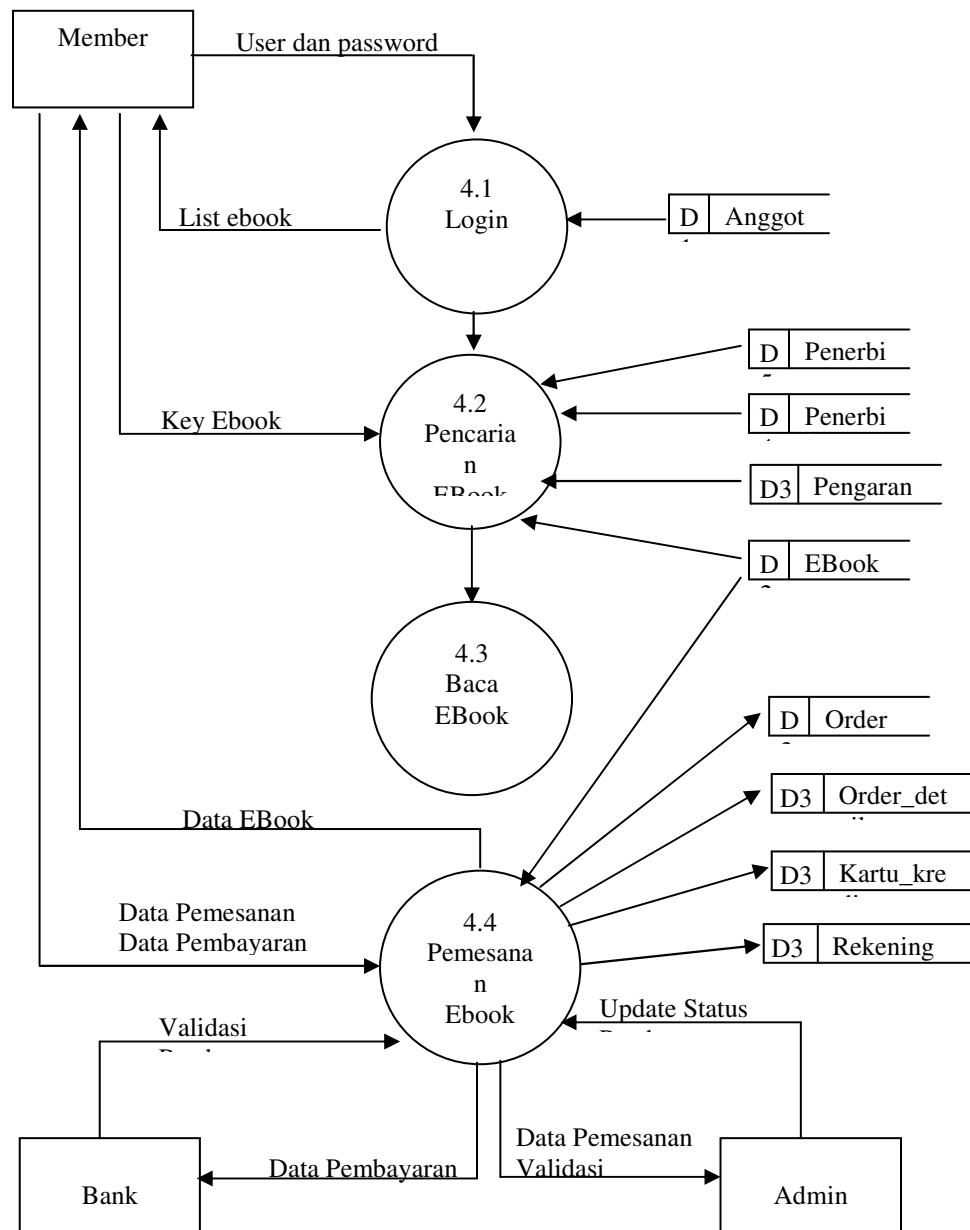 Member
User dan password
4.1
Login
List ebook
D
Anggot
D
Penerbi
4.2
Pencaria
n
EBook
Key Ebook
D
Penerbi
D3
Pengaran
D
EBook
4.3
Baca
EBook
D
Order
Data EBook
D3
Order_det
D3
Kartu_kre
4.4
Pemesana
n
Ebook
Data Pemesanan
Data Pembayaran
D3
Rekening
Validasi
Update Status
Data Pembayaran
Data Pemesanan
Validasi
Bank
Admin